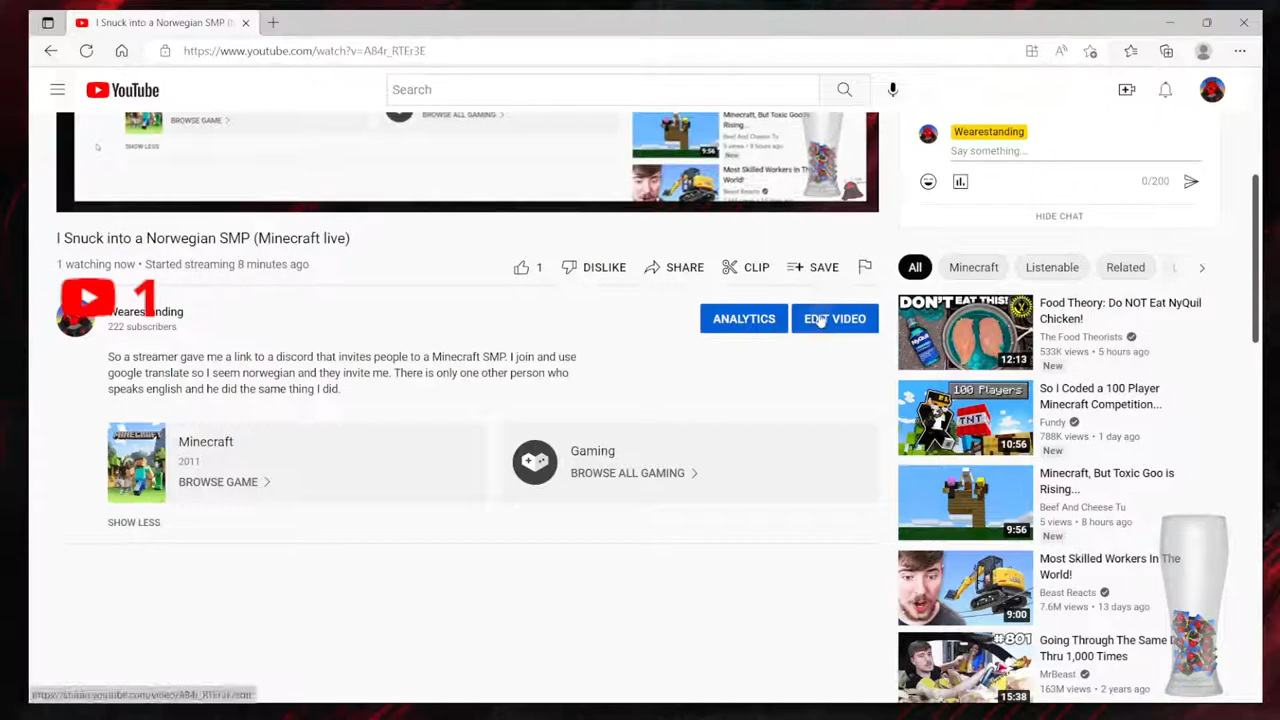 I Snuck into a Norwegian SMP (N
https://www.youtube.com/watch?v=A84r_RTEr3E
YouTube
Search
BROWSE GAME >
BROWSE ALL GAMING >
SHOW LESS
Minecraft, But Toxic Goo is
Rising...
Beef And Cheese Tu
5 views • 8 hours ago
New
9:56
Most Skilled Workers In The
World!
Beast Reacts
Wearestanding
Say something...
0/200
HIDE CHAT
I Snuck into a Norwegian SMP (Minecraft live)
1 watching now • Started streaming 8 minutes ago
1
DISLIKE
SHARE
CLIP
SAVE
1
Wearestanding
222 subscribers
ANALYTICS
EDIT VIDEO
So a streamer gave me a link to a discord that invites people to a Minecraft SMP. I join and use
google translate so I seem norwegian and they invite me. There is only one other person who
speaks english and he did the same thing I did.
MINECRAFT
Minecraft
2011
BROWSE GAME >
Gaming
BROWSE ALL GAMING >
SHOW LESS
All
Minecraft
Listenable
Related
DON'T EAT THIS!
12:13
Food Theory: Do NOT Eat NyQuil
Chicken!
The Food Theorists
533K views • 5 hours ago
New
100 Players
TNT
10:56
So I Coded a 100 Player
Minecraft Competition...
Fundy
788K views • 1 day ago
New
9:56
Minecraft, But Toxic Goo is
Rising...
Beef And Cheese Tu
5 views • 8 hours ago
New
9:00
Most Skilled Workers In The
World!
Beast Reacts
7.6M views • 13 days ago
#801
15:38
Going Through The Same
Thru 1,000 Times
MrBeast
163M views • 2 years ago